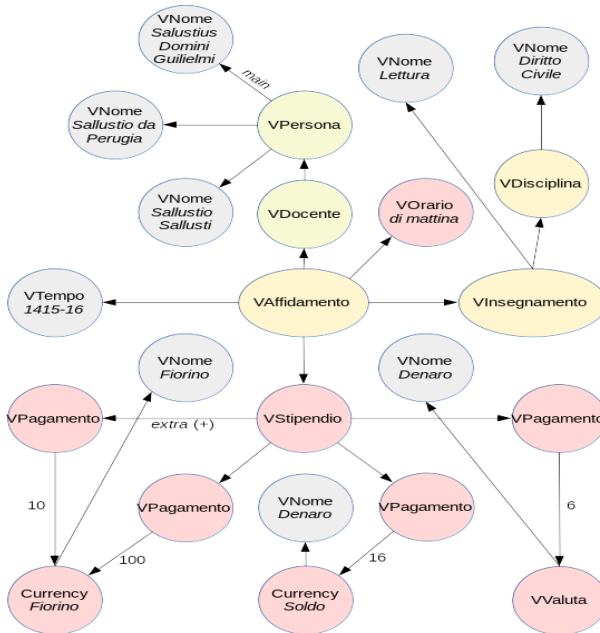 VNome
Salustius
Domini
Guilielmi
VNome
Lettura
VNome
Diritto
Civile
main
VNome
Sallustio da
Perugia
VPersona
VDisciplina
VNome
Sallustio
Sallusti
VDocente
VOrario
di mattina
VTempo
1415-16
VAffidamento
VInsegnamento
VNome
Fiorino
VNome
Denaro
VPagamento
extra (+)
VStipendio
VPagamento
10
VPagamento
VNome
Denaro
VPagamento
6
100
16
Currency
Fiorino
Currency
Soldo
VValuta